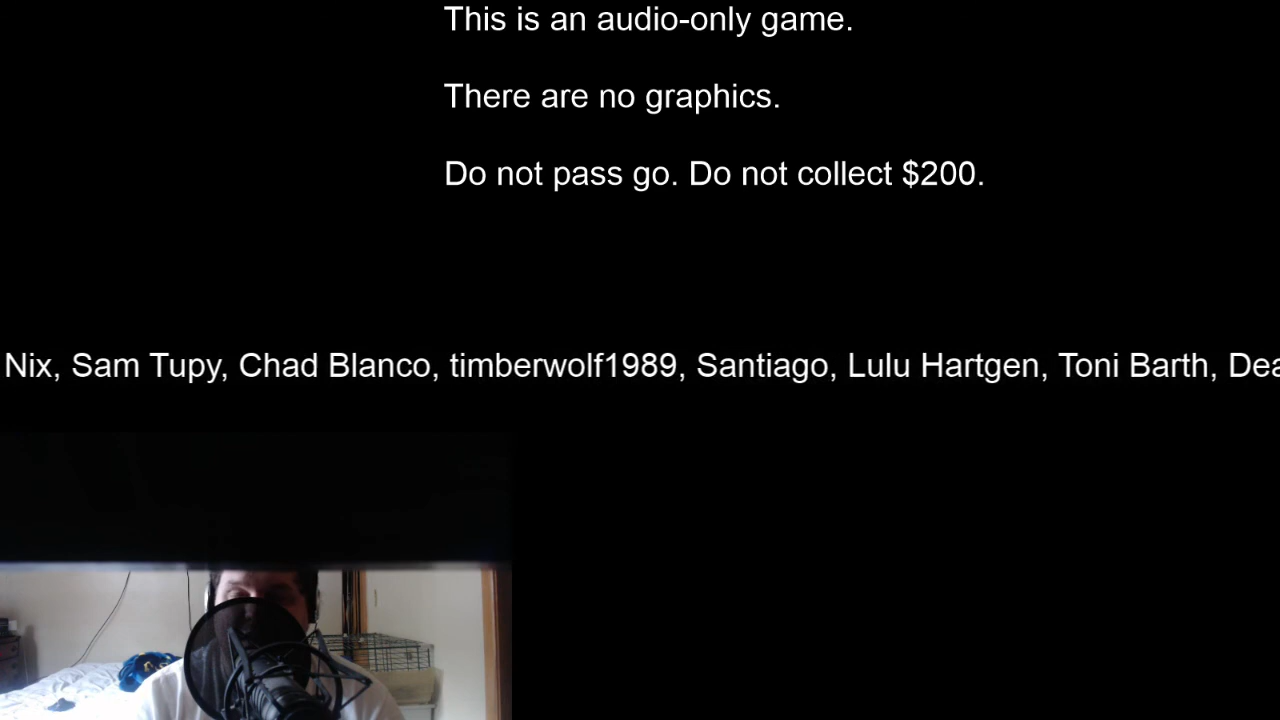 This is an audio-only game.
There are no graphics.
Do not pass go. Do not collect $200.
Nix, Sam Tupy, Chad Blanco, timberwolf1989, Santiago, Lulu Hartgen, Toni Barth,